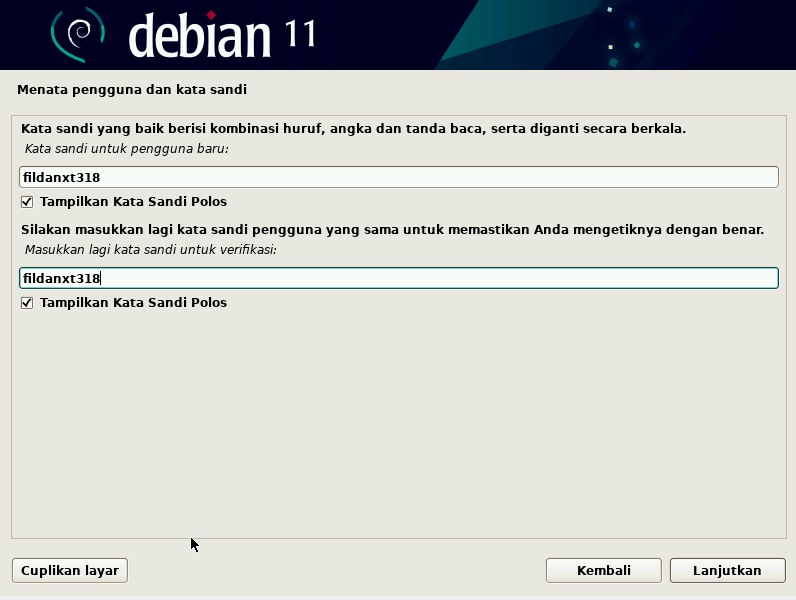 debian 11
Menata pengguna dan kata sandi
Kata sandi yang baik berisi kombinasi huruf, angka dan tanda baca, serta diganti secara berkala.
Kata sandi untuk pengguna baru:
fildanxt318
Tampilkan Kata Sandi Polos
Silakan masukkan lagi kata sandi pengguna yang sama untuk memastikan Anda mengetiknya dengan benar.
Masukkan lagi kata sandi untuk verifikasi:
fildanxt318
Tampilkan Kata Sandi Polos
Cuplikan layar Kembali Lanjutkan